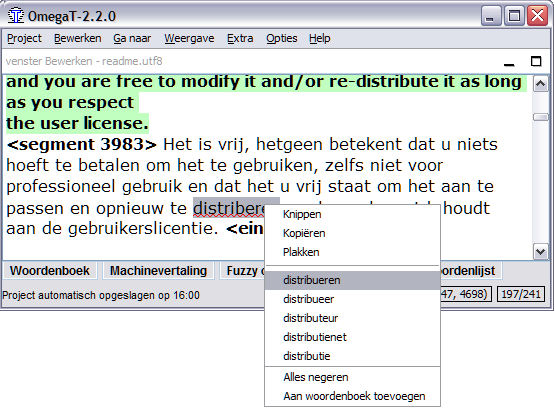 OmegaT-2.2.0
Project Bewerken Ga naar Weergave Extra Opties Help
venster Bewerken - readme.utf8
and you are free to modify it and/or re-distribute it as long
as you respect
the user license.
<segment 3983> Het is vrij, hetgeen betekent dat u niets
hoeft te betalen om het te gebruiken, zelfs niet voor
professioneel gebruik en dat het u vrij staat om het aan te
passen en opnieuw te distribere
houdt
aan de gebruikerslicentie. <ein
Knippen
Kopiëren
Plakken
distribueren
distribueer
distributeur
distributienet
distributie
Alles negeren
Aan woordenboek toevoegen
Woordenboek Machinevertaling Fuzzy ordenlijst
Project automatisch opgeslagen op 16:00 47, 4698) 197/241